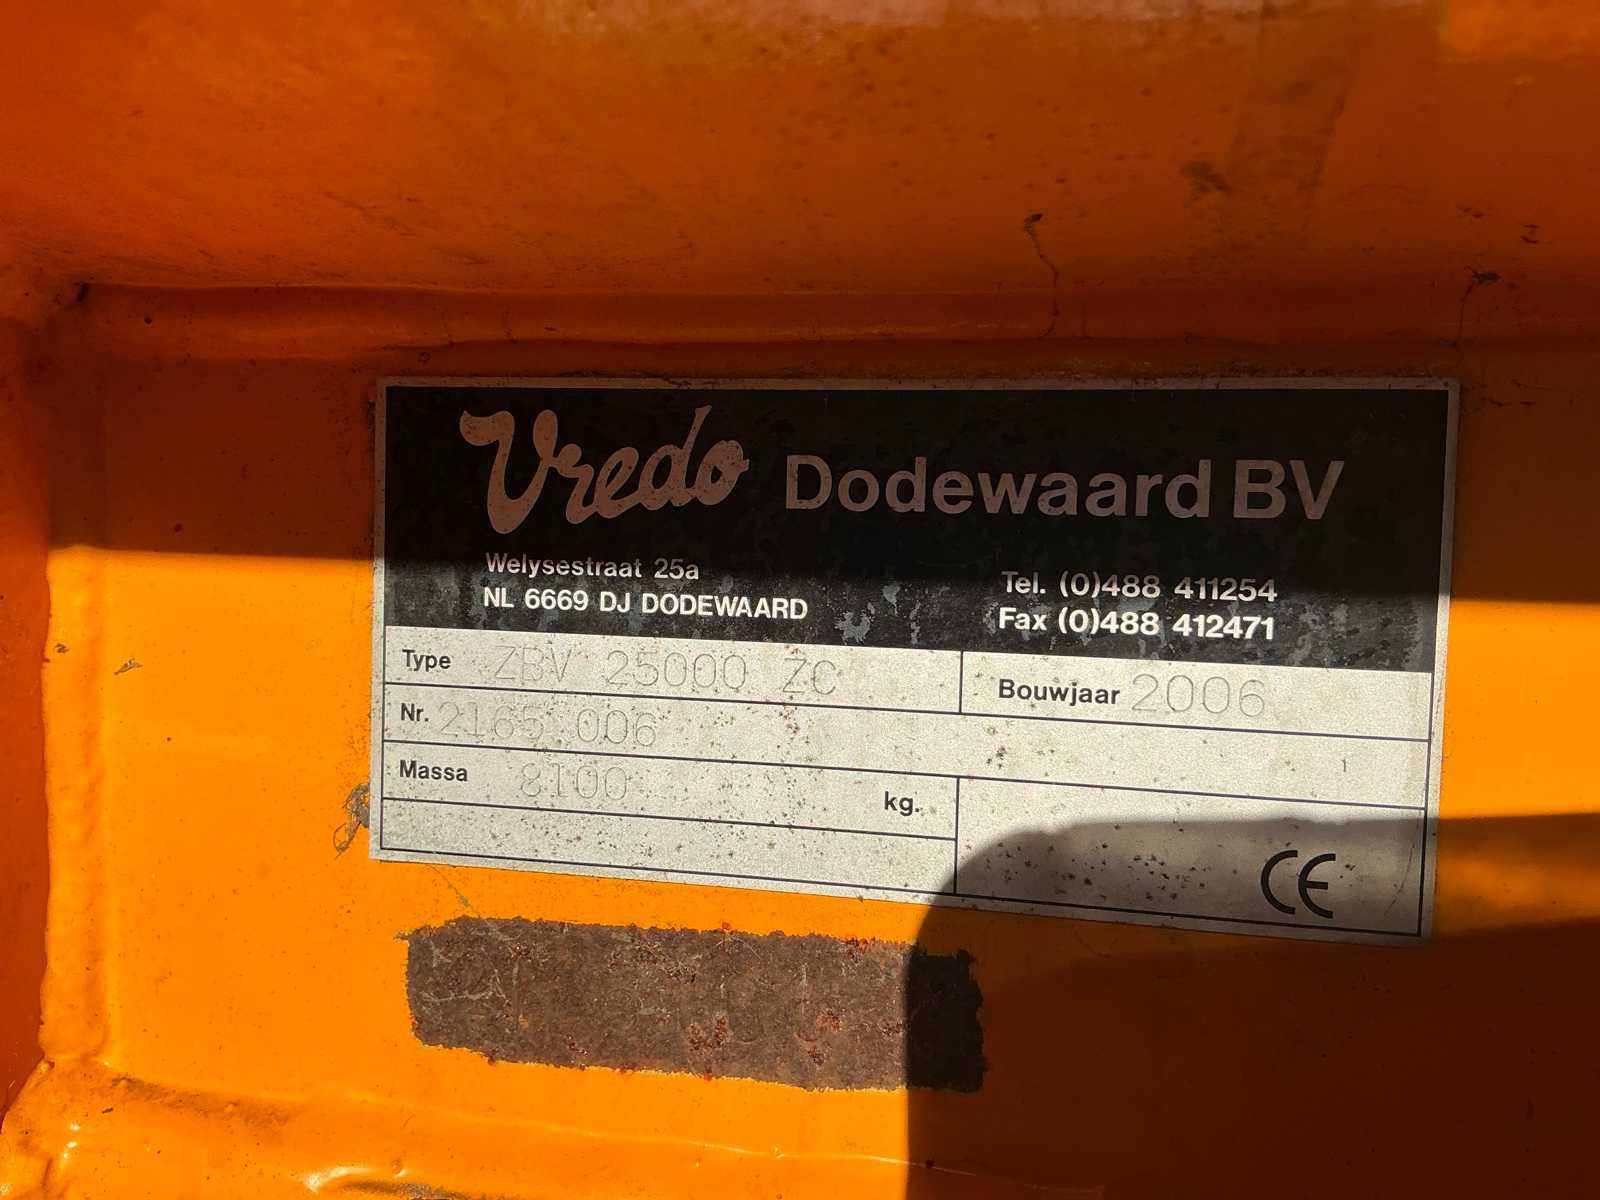 Vredo Dodewaard BV
Welysestraat 25a
NL 6669 DJ DODEWAARD
Tel. (0)488 411254
Fax (0)488 412471
Type ZBV 25000 ZC
Bouwjaar 2006
Nr. 2165 006
Massa 8100 kg.
CE